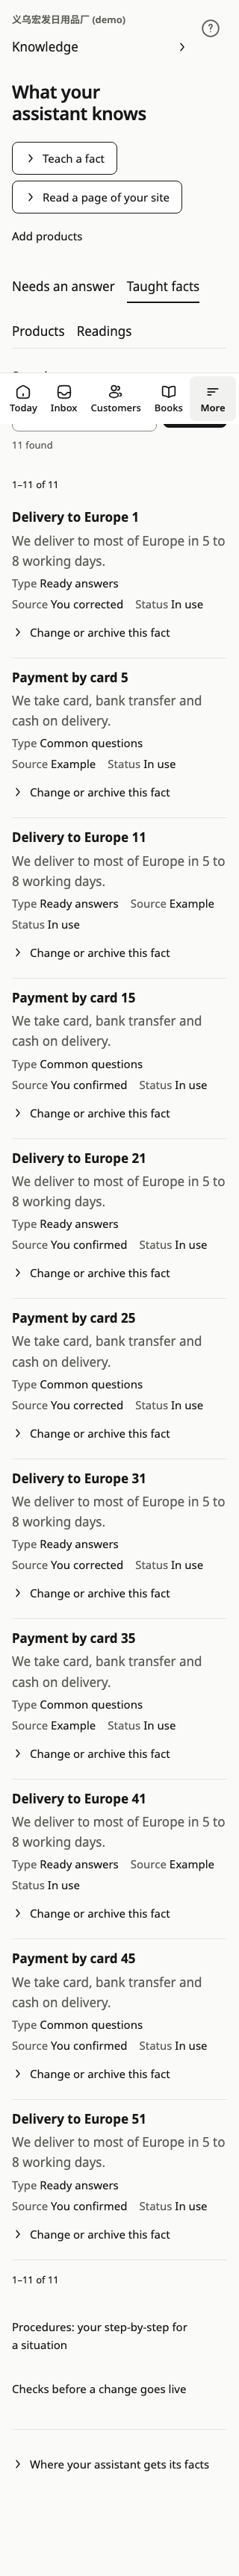 义乌宏发日用品厂 (demo)
Knowledge
What your
assistant knows
Teach a fact
Read a page of your site
Add products
Needs an answer Taught facts
Products Readings
Today Inbox Customers Books More
11 found
1–11 of 11
Delivery to Europe 1
We deliver to most of Europe in 5 to
8 working days.
Type Ready answers
Source You corrected Status In use
Change or archive this fact
Payment by card 5
We take card, bank transfer and
cash on delivery.
Type Common questions
Source Example Status In use
Change or archive this fact
Delivery to Europe 11
We deliver to most of Europe in 5 to
8 working days.
Type Ready answers Source Example
Status In use
Change or archive this fact
Payment by card 15
We take card, bank transfer and
cash on delivery.
Type Common questions
Source You confirmed Status In use
Change or archive this fact
Delivery to Europe 21
We deliver to most of Europe in 5 to
8 working days.
Type Ready answers
Source You confirmed Status In use
Change or archive this fact
Payment by card 25
We take card, bank transfer and
cash on delivery.
Type Common questions
Source You corrected Status In use
Change or archive this fact
Delivery to Europe 31
We deliver to most of Europe in 5 to
8 working days.
Type Ready answers
Source You corrected Status In use
Change or archive this fact
Payment by card 35
We take card, bank transfer and
cash on delivery.
Type Common questions
Source Example Status In use
Change or archive this fact
Delivery to Europe 41
We deliver to most of Europe in 5 to
8 working days.
Type Ready answers Source Example
Status In use
Change or archive this fact
Payment by card 45
We take card, bank transfer and
cash on delivery.
Type Common questions
Source You confirmed Status In use
Change or archive this fact
Delivery to Europe 51
We deliver to most of Europe in 5 to
8 working days.
Type Ready answers
Source You confirmed Status In use
Change or archive this fact
1–11 of 11
Procedures: your step-by-step for
a situation
Checks before a change goes live
Where your assistant gets its facts